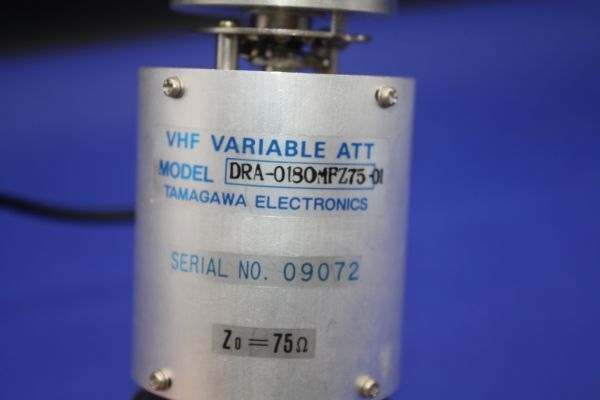 VHF VARIABLE ATT
MODEL DRA-0180MFZ75-01
TAMAGAWA ELECTRONICS
SERIAL NO. 09072
Z0=75Ω